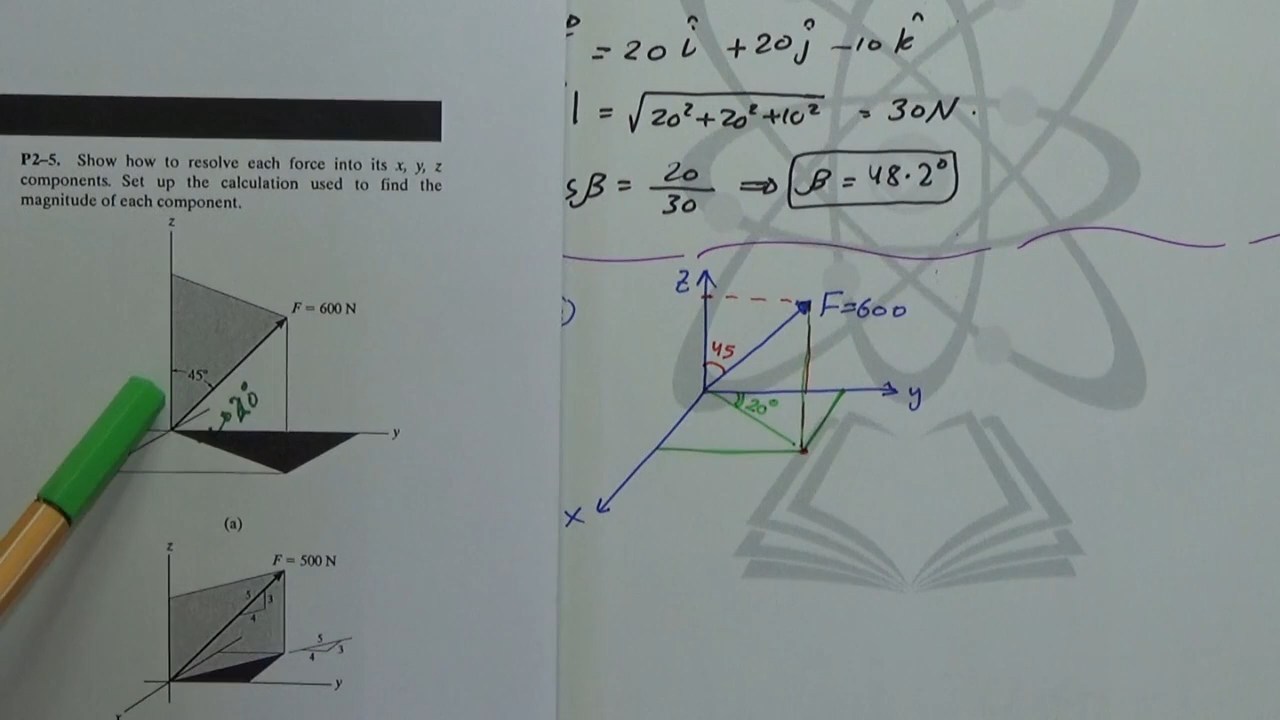 P2–5. Show how to resolve each force into its x, y, z
components. Set up the calculation used to find the
magnitude of each component.
z
F = 600 N
45°
20°
y
(a)
z
F = 500 N
5
3
4
5
4
3
y
x
= 20 i + 20 j – 10 k
| = √20² + 20² + 10² = 30N.
sβ = 20/30 ⇒ β = 48.2°
)
z
F=600
45
y
20°
x